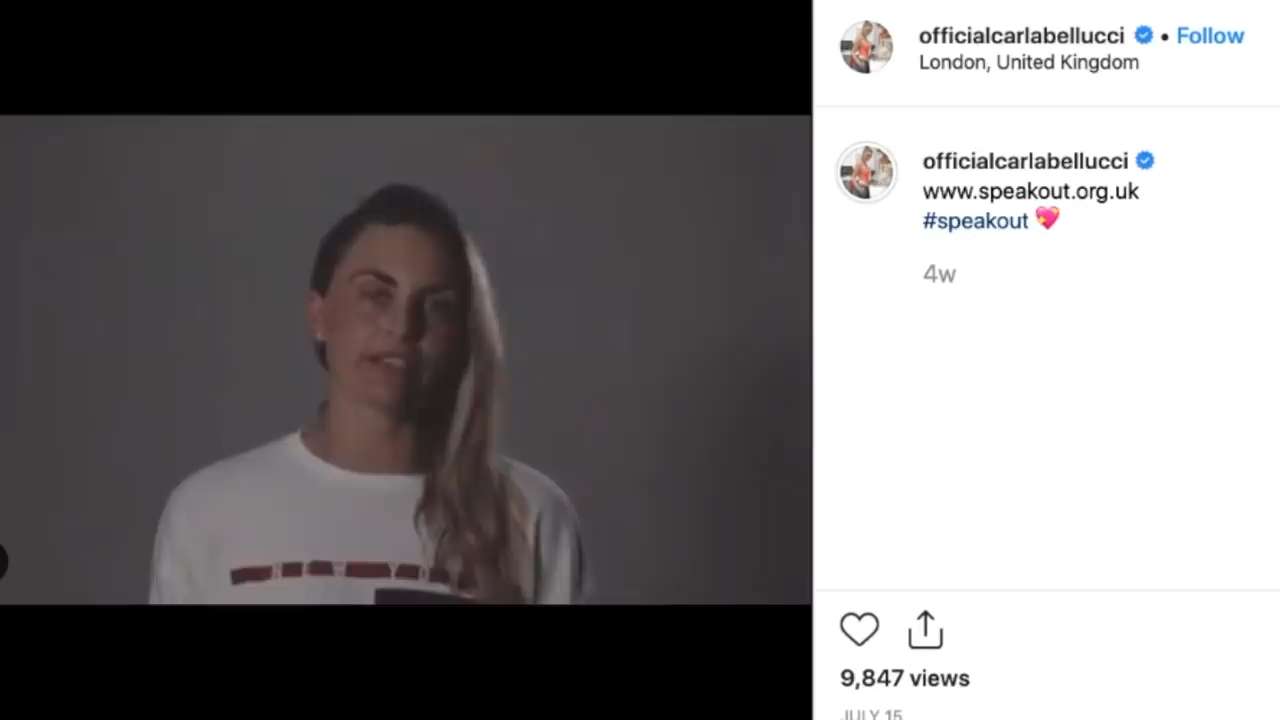 officialcarlabellucci • Follow
London, United Kingdom
officialcarlabellucci
www.speakout.org.uk
#speakout 💖
4w
9,847 views
JULY 15